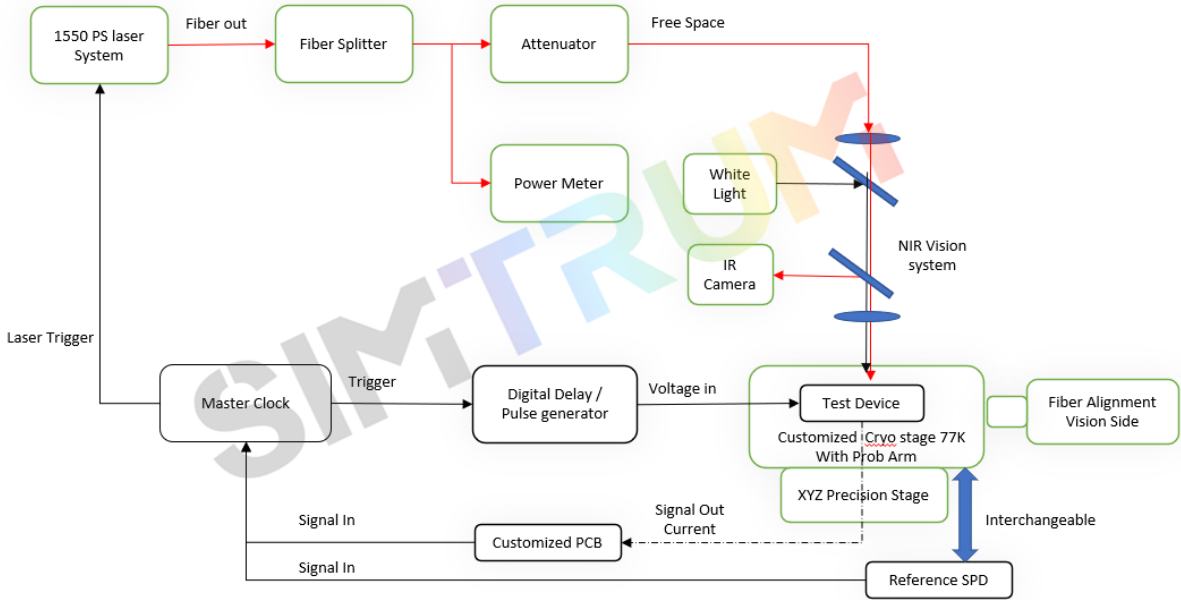 1550 PS laser
System
Fiber out
Fiber Splitter
Attenuator
Free Space
Power Meter
White
Light
IR
Camera
NIR Vision
system
SIMTRUM
Laser Trigger
Master Clock
Trigger
Digital Delay /
Pulse generator
Voltage in
Test Device
Customized Cryo stage 77K
With Prob Arm
Fiber Alignment
Vision Side
XYZ Precision Stage
Signal In
Customized PCB
Signal Out
Current
Interchangeable
Signal In
Reference SPD